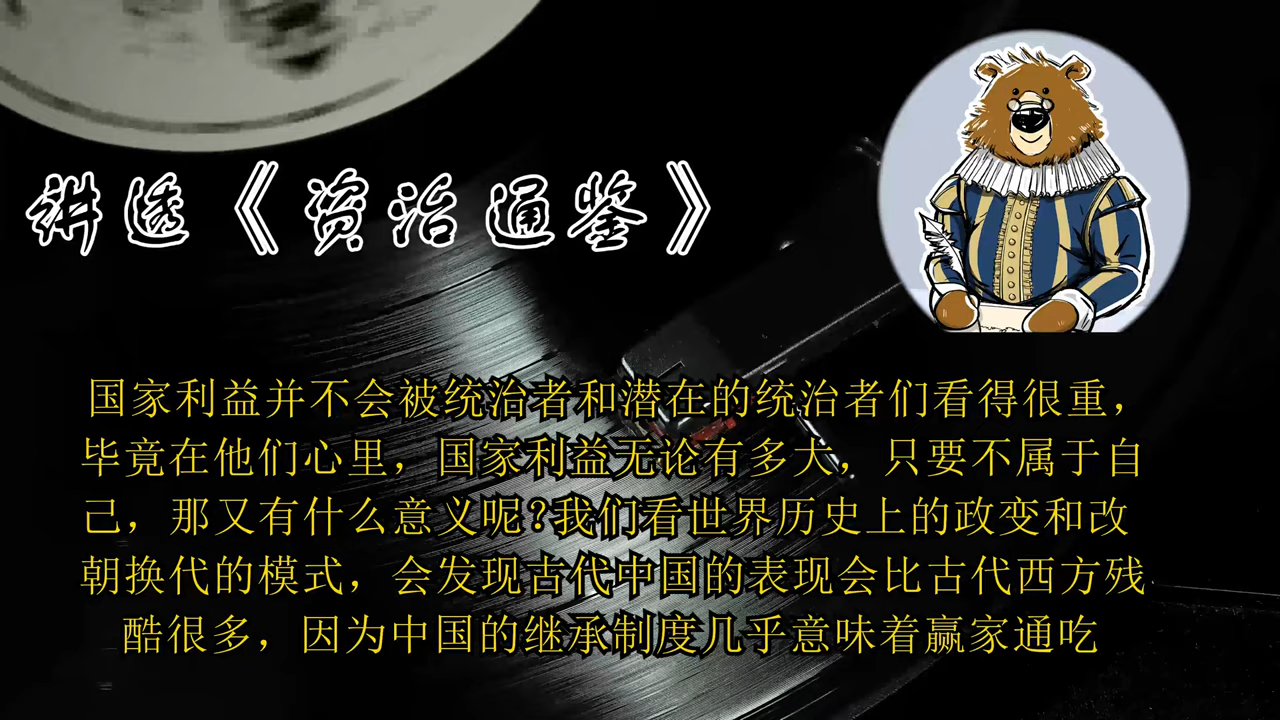 讲透《资治通鉴》
国家利益并不会被统治者和潜在的统治者们看得很重，
毕竟在他们心里，国家利益无论有多大，只要不属于自
己，那又有什么意义呢?我们看世界历史上的政变和改
朝换代的模式，会发现古代中国的表现会比古代西方残
酷很多，因为中国的继承制度几乎意味着赢家通吃